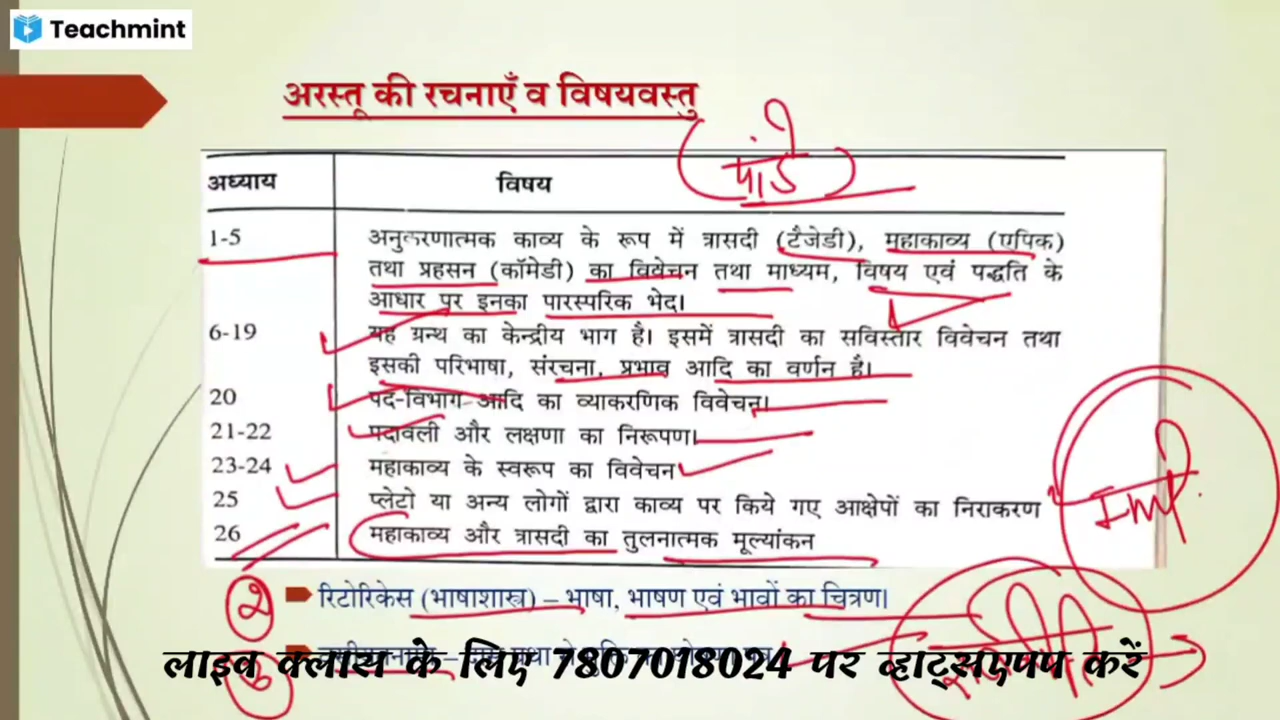 Teachmint
अरस्तू की रचनाएँ व विषयवस्तु
पांडे
अध्याय विषय
1-5 अनुकरणात्मक काव्य के रूप में त्रासदी (टैजेडी), महाकाव्य (एपिक)
तथा प्रहसन (कॉमेडी) का विवेचन तथा माध्यम, विषय एवं पद्धति के
आधार पर इनका पारस्परिक भेद।
6-19 यह ग्रन्थ का केन्द्रीय भाग है। इसमें त्रासदी का सविस्तार विवेचन तथा
इसकी परिभाषा, संरचना, प्रभाव आदि का वर्णन है।
20 पद-विभाग आदि का व्याकरणिक विवेचन।
21-22 पदावली और लक्षणा का निरूपण।
23-24 महाकाव्य के स्वरूप का विवेचन
25 प्लेटो या अन्य लोगों द्वारा काव्य पर किये गए आक्षेपों का निराकरण
Imp.
26 महाकाव्य और त्रासदी का तुलनात्मक मूल्यांकन
2 रिटोरिकेस (भाषाशास्त्र) – भाषा, भाषण एवं भावों का चित्रण।
लाइव क्लास के लिए 7807018024 पर व्हाट्सएपप करें